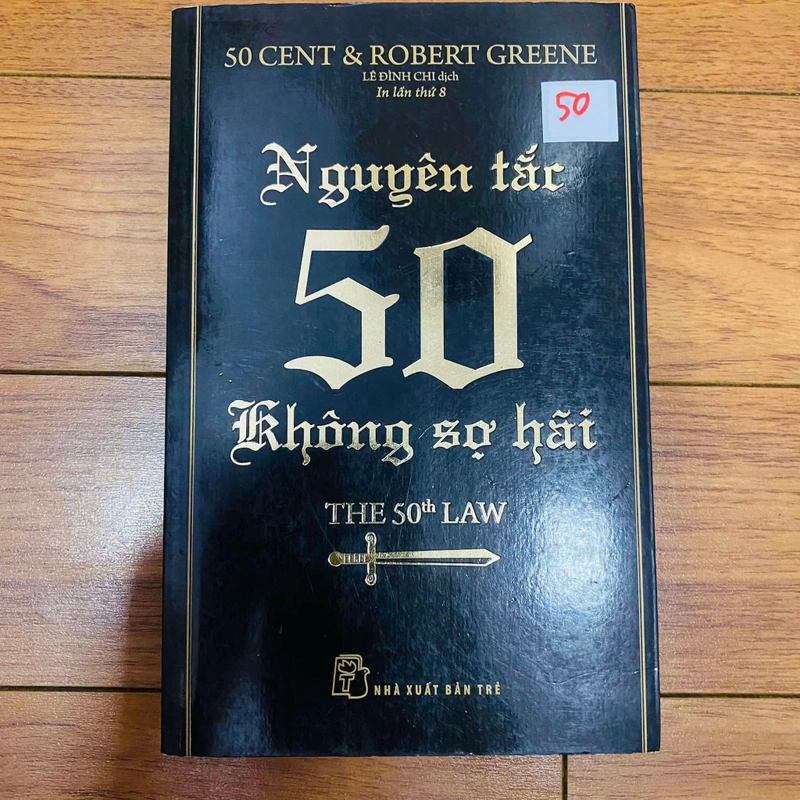 50 CENT & ROBERT GREENE
LÊ ĐÌNH CHI dịch
In lần thứ 8
50
Nguyên tắc
50
Không sợ hãi
THE 50th LAW
T
NHÀ XUẤT BẢN TRẺ